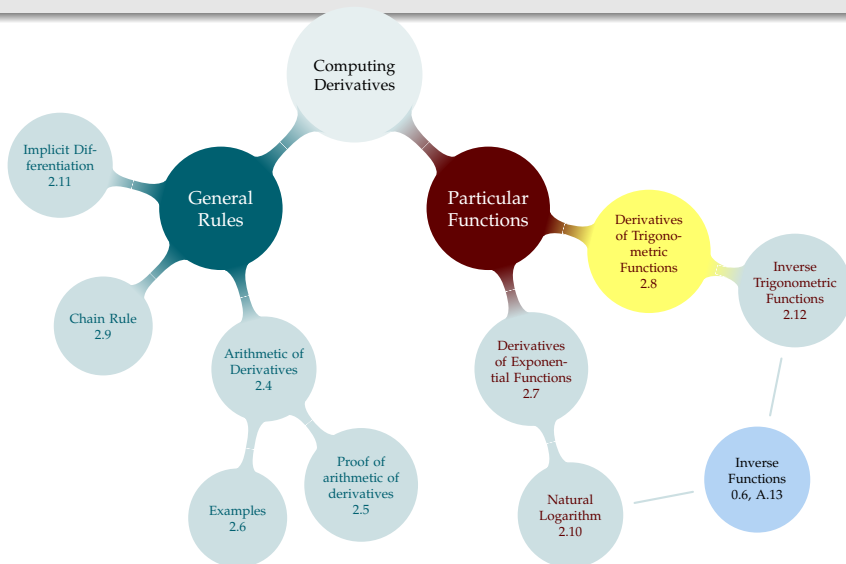 Computing
Derivatives
Implicit Dif-
ferentiation
2.11
General
Rules
Particular
Functions
Derivatives
of Trigono-
metric
Functions
2.8
Inverse
Trigonometric
Functions
2.12
Chain Rule
2.9
Arithmetic of
Derivatives
2.4
Derivatives
of Exponen-
tial Functions
2.7
Proof of
arithmetic of
derivatives
2.5
Examples
2.6
Natural
Logarithm
2.10
Inverse
Functions
0.6, A.13